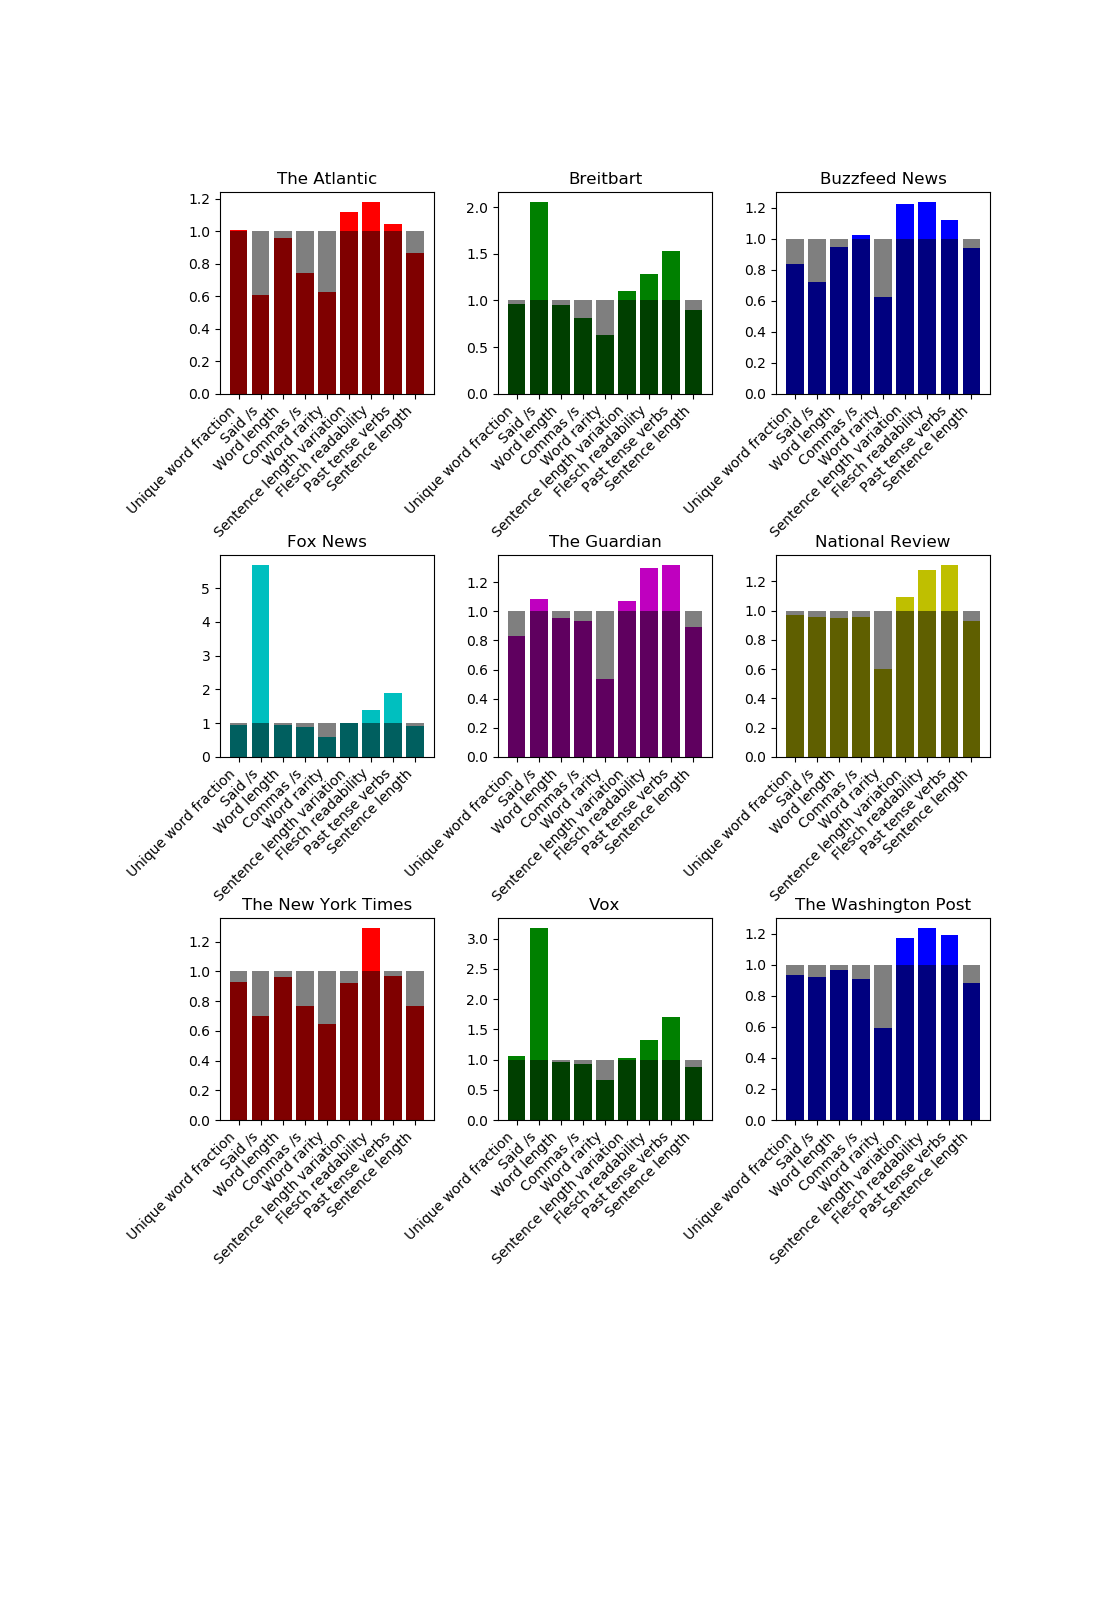 The Atlantic
1.2
1.0
0.8
0.6
0.4
0.2
0.0
Unique word fraction
Said /s
Word length
Commas /s
Word rarity
Sentence length variation
Flesch readability
Past tense verbs
Sentence length
Breitbart
2.0
1.5
1.0
0.5
0.0
Unique word fraction
Said /s
Word length
Commas /s
Word rarity
Sentence length variation
Flesch readability
Past tense verbs
Sentence length
Buzzfeed News
1.2
1.0
0.8
0.6
0.4
0.2
0.0
Unique word fraction
Said /s
Word length
Commas /s
Word rarity
Sentence length variation
Flesch readability
Past tense verbs
Sentence length
Fox News
5
4
3
2
1
0
Unique word fraction
Said /s
Word length
Commas /s
Word rarity
Sentence length variation
Flesch readability
Past tense verbs
Sentence length
The Guardian
1.2
1.0
0.8
0.6
0.4
0.2
0.0
Unique word fraction
Said /s
Word length
Commas /s
Word rarity
Sentence length variation
Flesch readability
Past tense verbs
Sentence length
National Review
1.2
1.0
0.8
0.6
0.4
0.2
0.0
Unique word fraction
Said /s
Word length
Commas /s
Word rarity
Sentence length variation
Flesch readability
Past tense verbs
Sentence length
The New York Times
1.2
1.0
0.8
0.6
0.4
0.2
0.0
Unique word fraction
Said /s
Word length
Commas /s
Word rarity
Sentence length variation
Flesch readability
Past tense verbs
Sentence length
Vox
3.0
2.5
2.0
1.5
1.0
0.5
0.0
Unique word fraction
Said /s
Word length
Commas /s
Word rarity
Sentence length variation
Flesch readability
Past tense verbs
Sentence length
The Washington Post
1.2
1.0
0.8
0.6
0.4
0.2
0.0
Unique word fraction
Said /s
Word length
Commas /s
Word rarity
Sentence length variation
Flesch readability
Past tense verbs
Sentence length